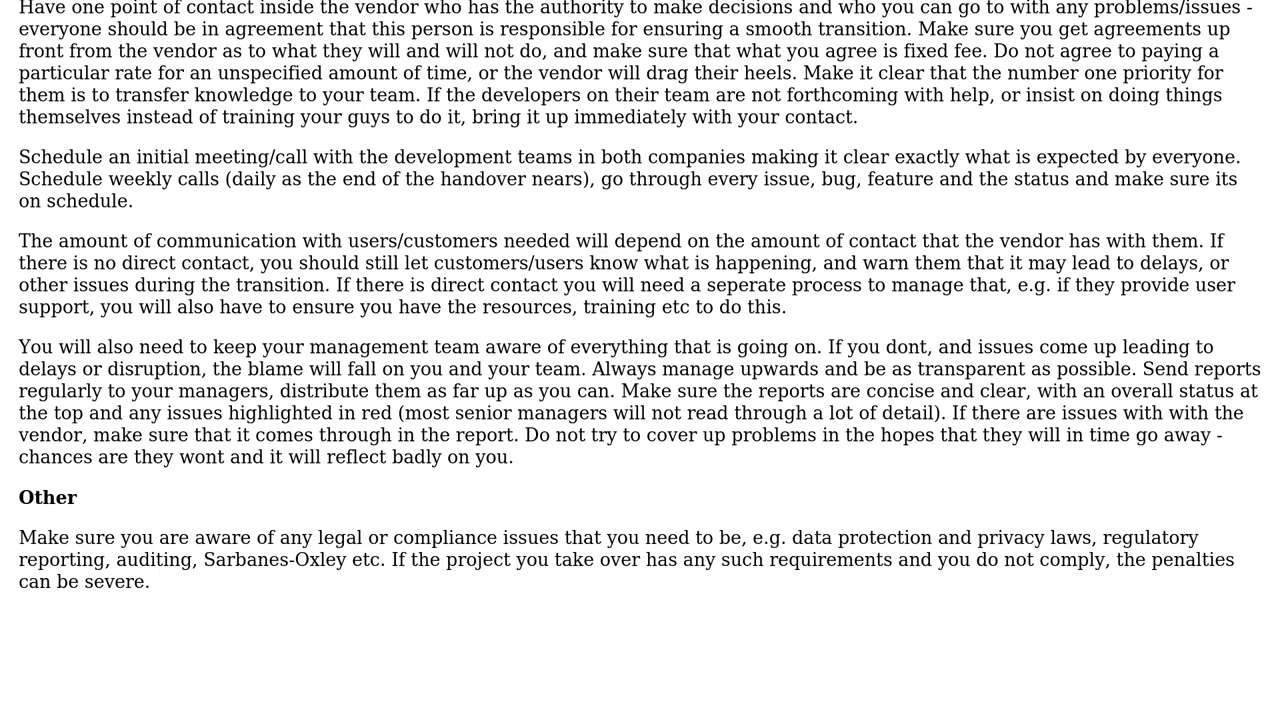 Have one point of contact inside the vendor who has the authority to make decisions and who you can go to with any problems/issues -
everyone should be in agreement that this person is responsible for ensuring a smooth transition. Make sure you get agreements up
front from the vendor as to what they will and will not do, and make sure that what you agree is fixed fee. Do not agree to paying a
particular rate for an unspecified amount of time, or the vendor will drag their heels. Make it clear that the number one priority for
them is to transfer knowledge to your team. If the developers on their team are not forthcoming with help, or insist on doing things
themselves instead of training your guys to do it, bring it up immediately with your contact.
Schedule an initial meeting/call with the development teams in both companies making it clear exactly what is expected by everyone.
Schedule weekly calls (daily as the end of the handover nears), go through every issue, bug, feature and the status and make sure its
on schedule.
The amount of communication with users/customers needed will depend on the amount of contact that the vendor has with them. If
there is no direct contact, you should still let customers/users know what is happening, and warn them that it may lead to delays, or
other issues during the transition. If there is direct contact you will need a seperate process to manage that, e.g. if they provide user
support, you will also have to ensure you have the resources, training etc to do this.
You will also need to keep your management team aware of everything that is going on. If you dont, and issues come up leading to
delays or disruption, the blame will fall on you and your team. Always manage upwards and be as transparent as possible. Send reports
regularly to your managers, distribute them as far up as you can. Make sure the reports are concise and clear, with an overall status at
the top and any issues highlighted in red (most senior managers will not read through a lot of detail). If there are issues with with the
vendor, make sure that it comes through in the report. Do not try to cover up problems in the hopes that they will in time go away -
chances are they wont and it will reflect badly on you.
Other
Make sure you are aware of any legal or compliance issues that you need to be, e.g. data protection and privacy laws, regulatory
reporting, auditing, Sarbanes-Oxley etc. If the project you take over has any such requirements and you do not comply, the penalties
can be severe.